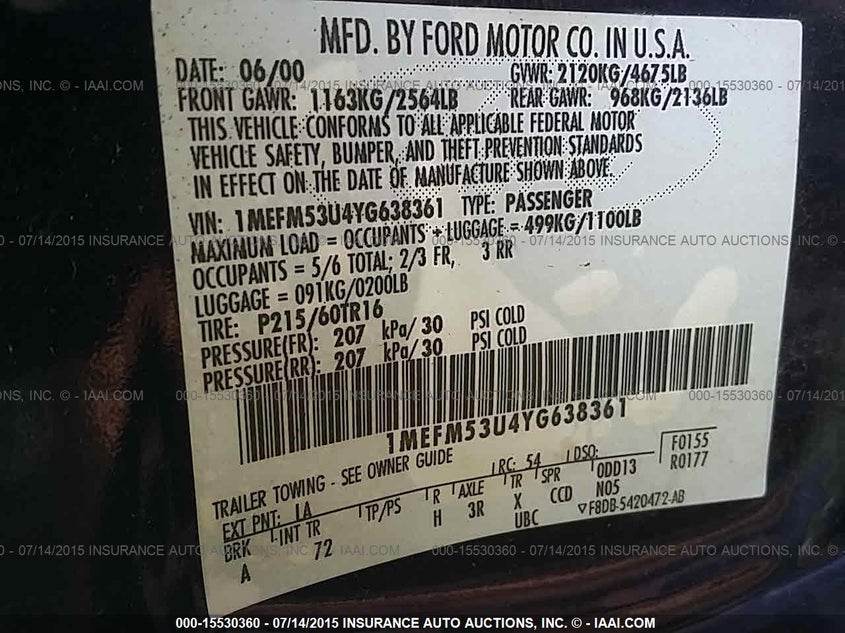 MFD. BY FORD MOTOR CO. IN U.S.A.
DATE: 06/00 GVWR: 2120KG/4675LB
FRONT GAWR: 1163KG/2564LB REAR GAWR: 968KG/2136LB
THIS VEHICLE CONFORMS TO ALL APPLICABLE FEDERAL MOTOR
VEHICLE SAFETY, BUMPER, AND THEFT PREVENTION STANDARDS
IN EFFECT ON THE DATE OF MANUFACTURE SHOWN ABOVE.
VIN: 1MEFM53U4YG638361 TYPE: PASSENGER
MAXIMUM LOAD = OCCUPANTS + LUGGAGE = 499KG/1100LB
OCCUPANTS = 5/6 TOTAL; 2/3 FR, 3 RR
LUGGAGE = 091KG/0200LB
TIRE: P215/60TR16
PRESSURE(FR): 207 kPa/30 PSI COLD
PRESSURE(RR): 207 kPa/30 PSI COLD
1MEFM53U4YG638361
TRAILER TOWING - SEE OWNER GUIDE
F0155
R0177
EXT PNT: LA RC: 54 DSO:
BRK INT TR TP/PS R AXLE TR SPR ODD13
A 72 H 3R X CCD N05
UBC ▽F8DB-5420472-AB
000-15530360 - 07/14/2015 INSURANCE AUTO AUCTIONS, INC. © - IAAI.COM